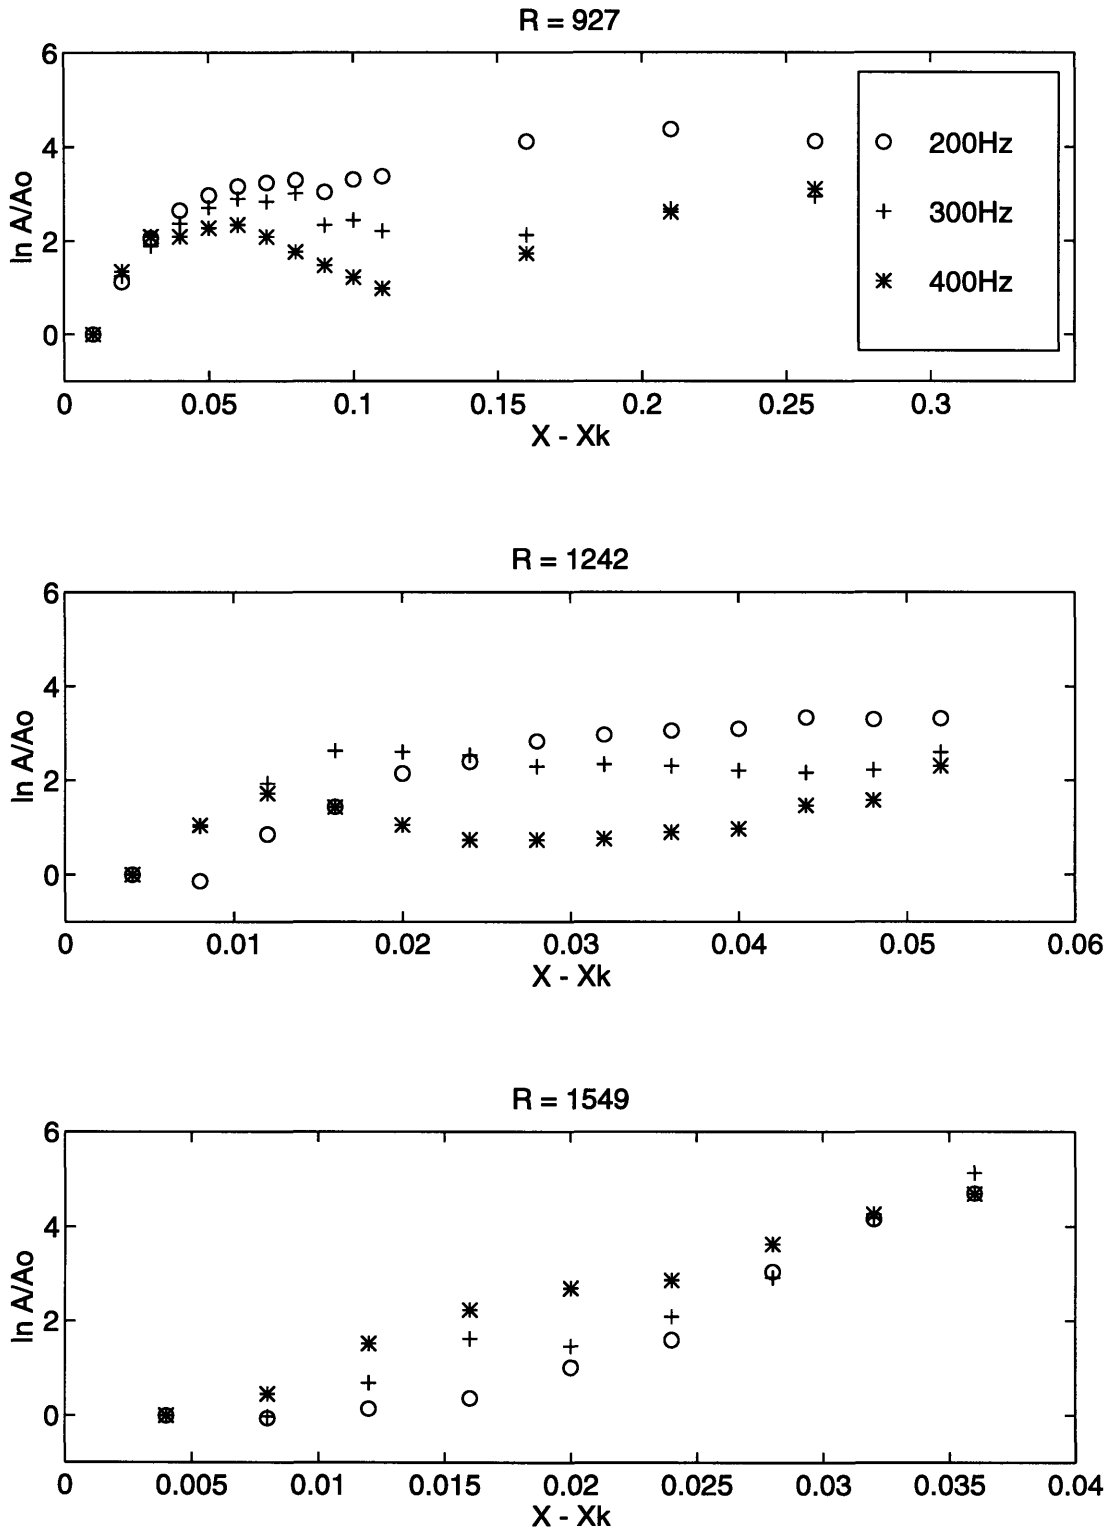 R = 927
6
4
2
0
ln A/Ao
200Hz
300Hz
400Hz
0 0.05 0.1 0.15 0.2 0.25 0.3
X - Xk
R = 1242
6
4
2
0
ln A/Ao
0 0.01 0.02 0.03 0.04 0.05 0.06
X - Xk
R = 1549
6
4
2
0
ln A/Ao
0 0.005 0.01 0.015 0.02 0.025 0.03 0.035 0.04
X - Xk